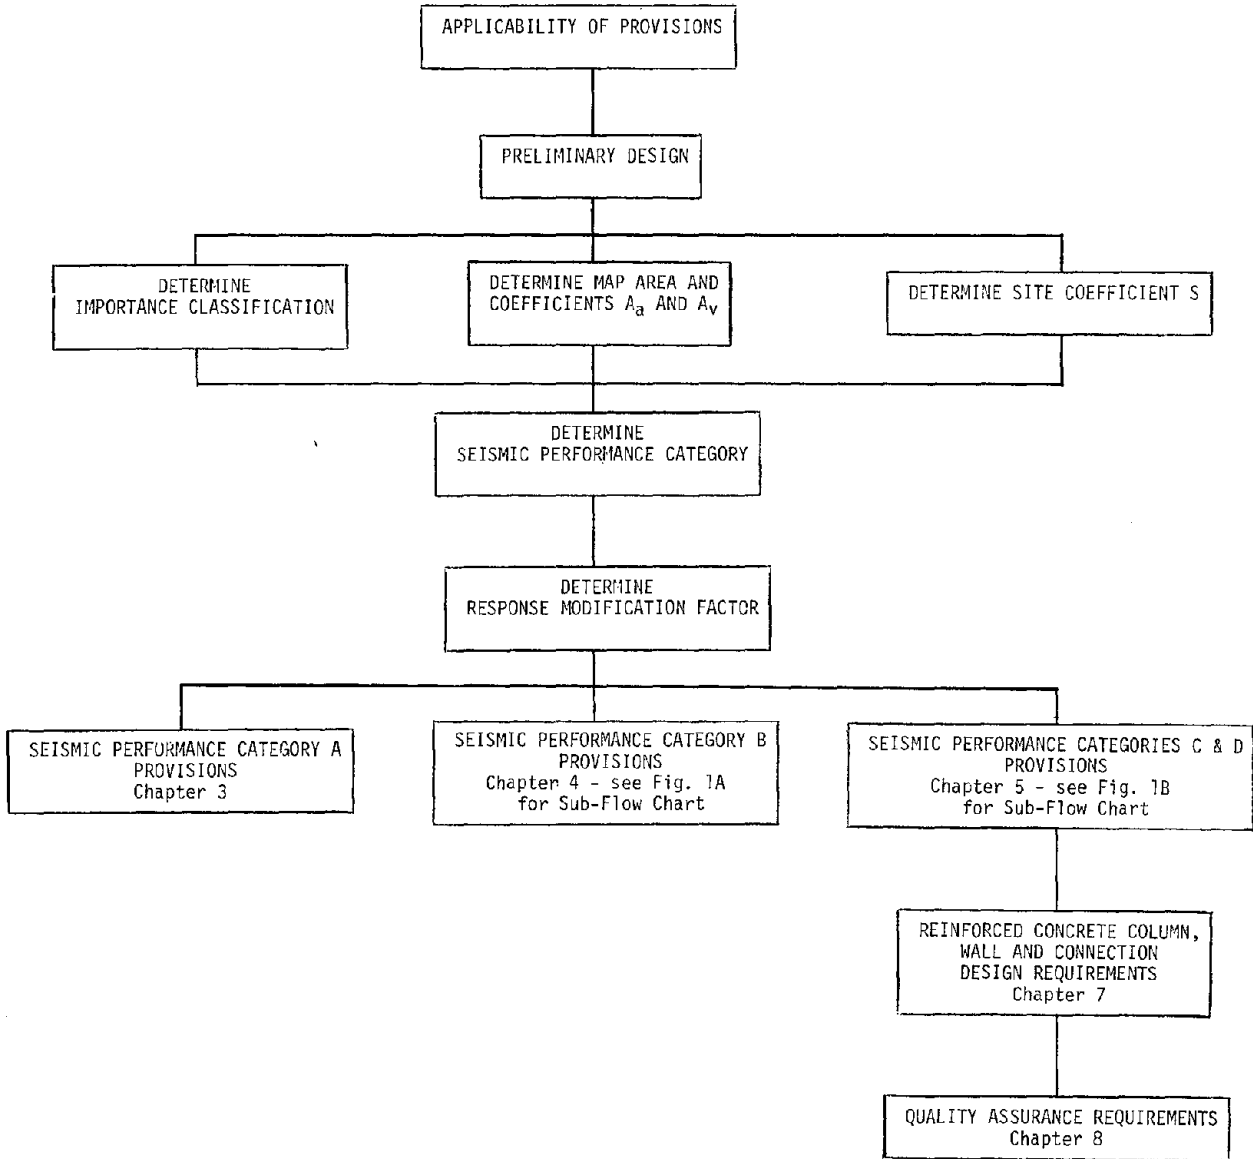 APPLICABILITY OF PROVISIONS
PRELIMINARY DESIGN
DETERMINE
IMPORTANCE CLASSIFICATION
DETERMINE MAP AREA AND
COEFFICIENTS Aa AND Av
DETERMINE SITE COEFFICIENT S
DETERMINE
SEISMIC PERFORMANCE CATEGORY
DETERMINE
RESPONSE MODIFICATION FACTOR
SEISMIC PERFORMANCE CATEGORY A
PROVISIONS
Chapter 3
SEISMIC PERFORMANCE CATEGORY B
PROVISIONS
Chapter 4 - see Fig. 1A
for Sub-Flow Chart
SEISMIC PERFORMANCE CATEGORIES C & D
PROVISIONS
Chapter 5 - see Fig. 1B
for Sub-Flow Chart
REINFORCED CONCRETE COLUMN,
WALL AND CONNECTION
DESIGN REQUIREMENTS
Chapter 7
QUALITY ASSURANCE REQUIREMENTS
Chapter 8